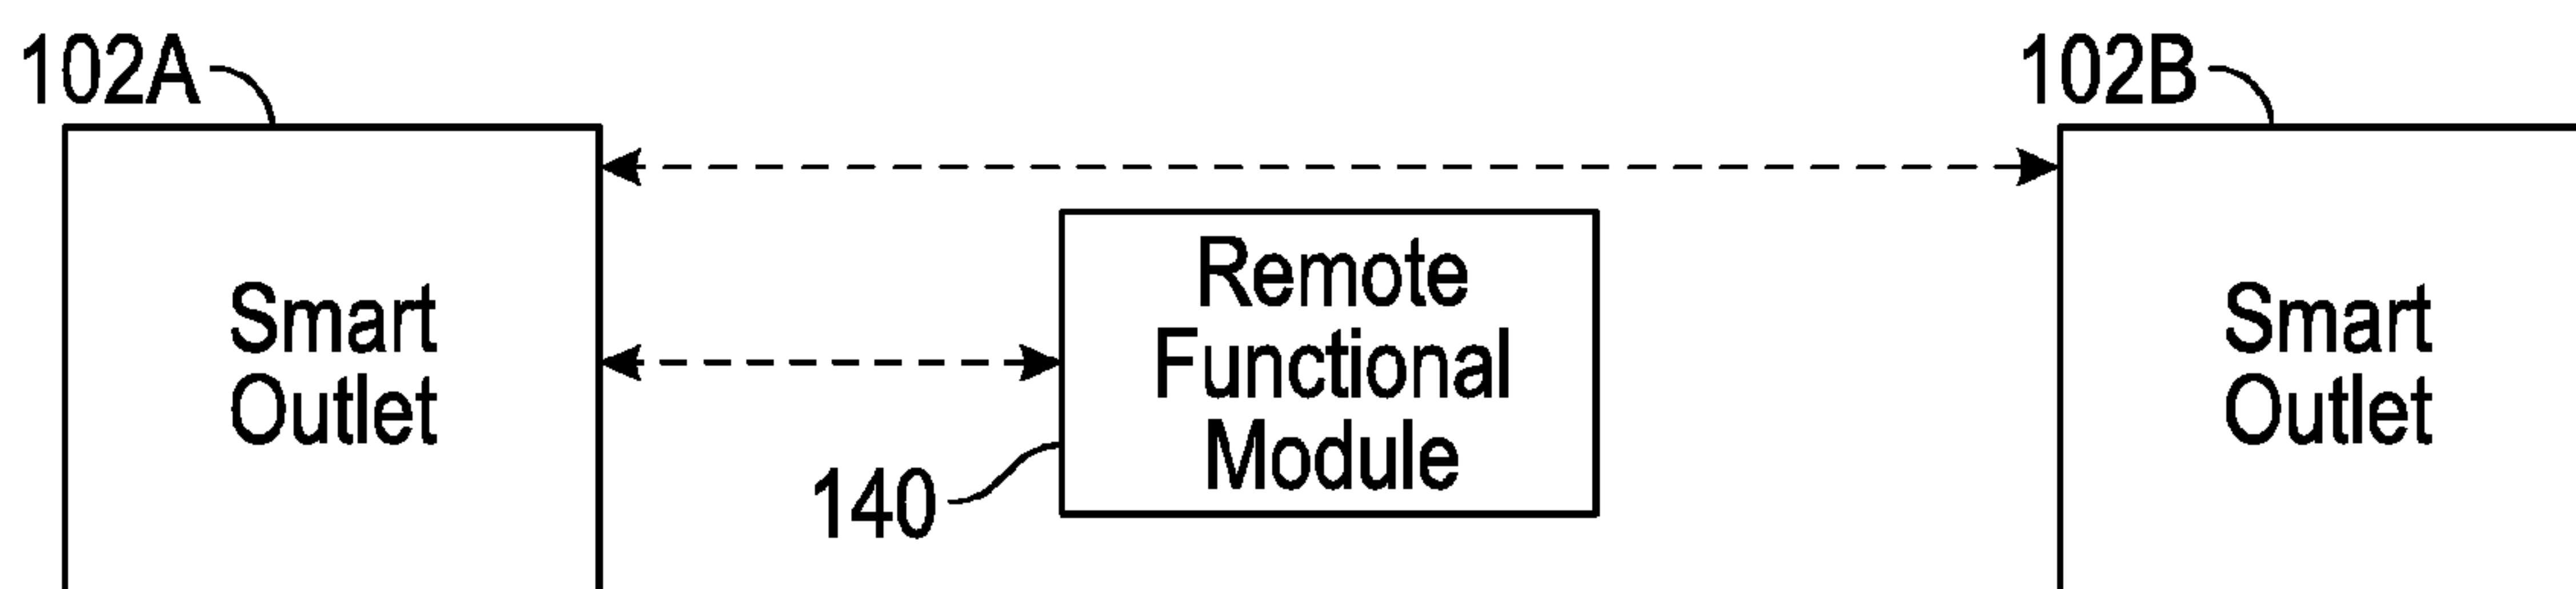 102A
102B
Smart
Outlet
Remote
Functional
Module
140
Smart
Outlet